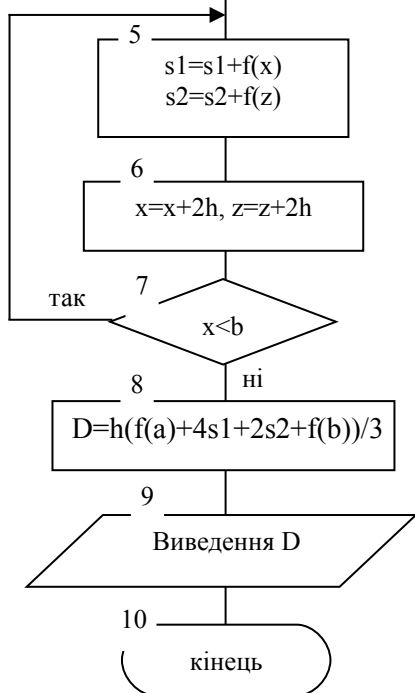 5
s1=s1+f(x)
s2=s2+f(z)
6
x=x+2h, z=z+2h
7
так
x<b
ні
8
D=h(f(a)+4s1+2s2+f(b))/3
9
Виведення D
10
кінець